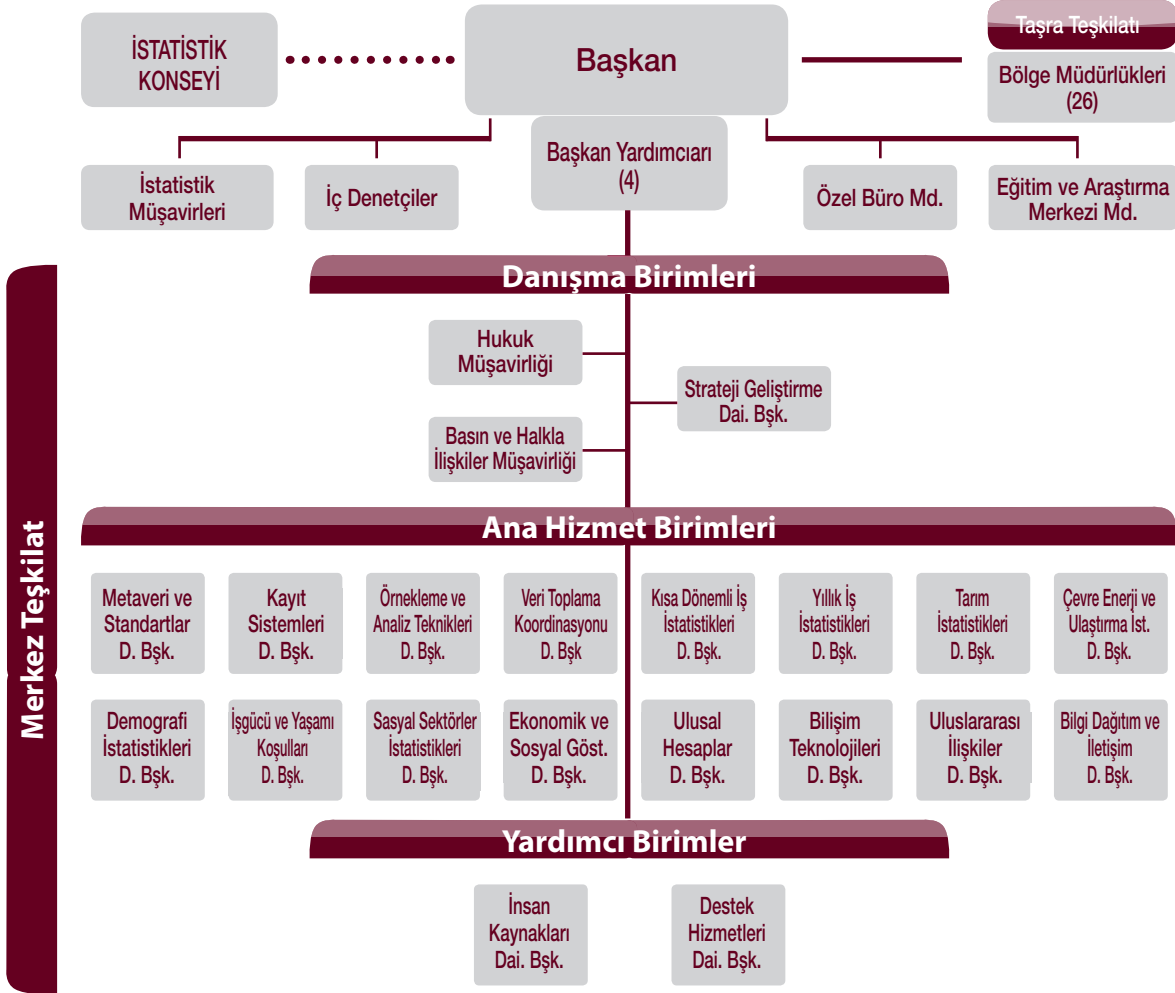 İSTATİSTİK
KONSEYİ
Başkan
Taşra Teşkilatı
Bölge Müdürlükleri
(26)
İstatistik
Müşavirleri
İç Denetçiler
Başkan Yardımcıarı
(4)
Özel Büro Md.
Eğitim ve Araştırma
Merkezi Md.
Merkez Teşkilat
Danışma Birimleri
Hukuk
Müşavirliği
Strateji Geliştirme
Dai. Bşk.
Basın ve Halkla
İlişkiler Müşavirliği
Ana Hizmet Birimleri
Metaveri ve
Standartlar
D. Bşk.
Kayıt
Sistemleri
D. Bşk.
Örnekleme ve
Analiz Teknikleri
D. Bşk.
Veri Toplama
Koordinasyonu
D. Bşk
Kısa Dönemli İş
İstatistikleri
D. Bşk.
Yıllık İş
İstatistikleri
D. Bşk.
Tarım
İstatistikleri
D. Bşk.
Çevre Enerji ve
Ulaştırma İst.
D. Bşk.
Demografi
İstatistikleri
D. Bşk.
İşgücü ve Yaşamı
Koşulları
D. Bşk.
Sasyal Sektörler
İstatistikleri
D. Bşk.
Ekonomik ve
Sosyal Göst.
D. Bşk.
Ulusal
Hesaplar
D. Bşk.
Bilişim
Teknolojileri
D. Bşk.
Uluslararası
İlişkiler
D. Bşk.
Bilgi Dağıtım ve
İletişim
D. Bşk.
Yardımcı Birimler
İnsan
Kaynakları
Dai. Bşk.
Destek
Hizmetleri
Dai. Bşk.